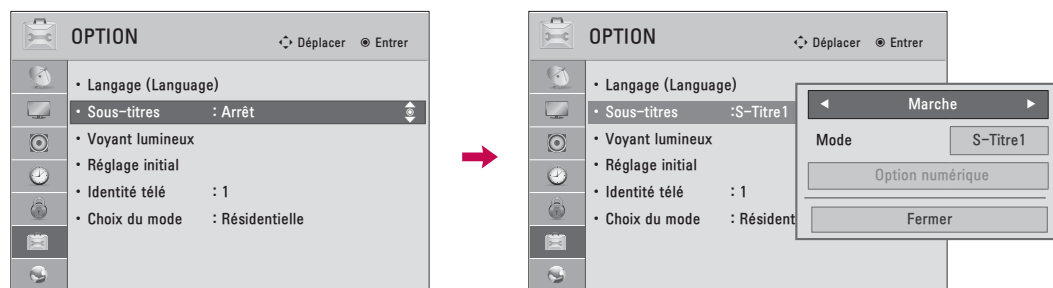 OPTION
Déplacer Entrer
• Langage (Language)
• Sous-titres : Arrêt
• Voyant lumineux
• Réglage initial
• Identité télé : 1
• Choix du mode : Résidentielle
OPTION
Déplacer Entrer
• Langage (Language)
• Sous-titres :S-Titre1
• Voyant lumineux
• Réglage initial
• Identité télé : 1
• Choix du mode : Résident
◀ Marche ▶
Mode S-Titre1
Option numérique
Fermer